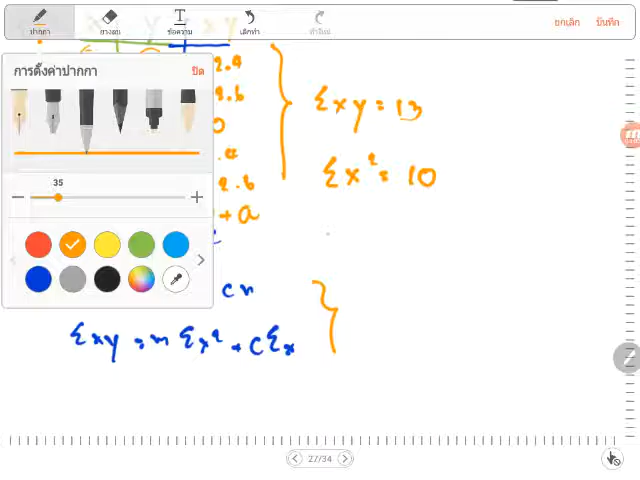 ปากกา ยางลบ ข้อความ เลิกทำ ทำใหม่ ยกเลิก บันทึก
x y
การตั้งค่าปากกา ปิด
35
Σxy = 13
Σx² = 10
+ a
cn
Σxy = mΣx² + cΣx
27/34